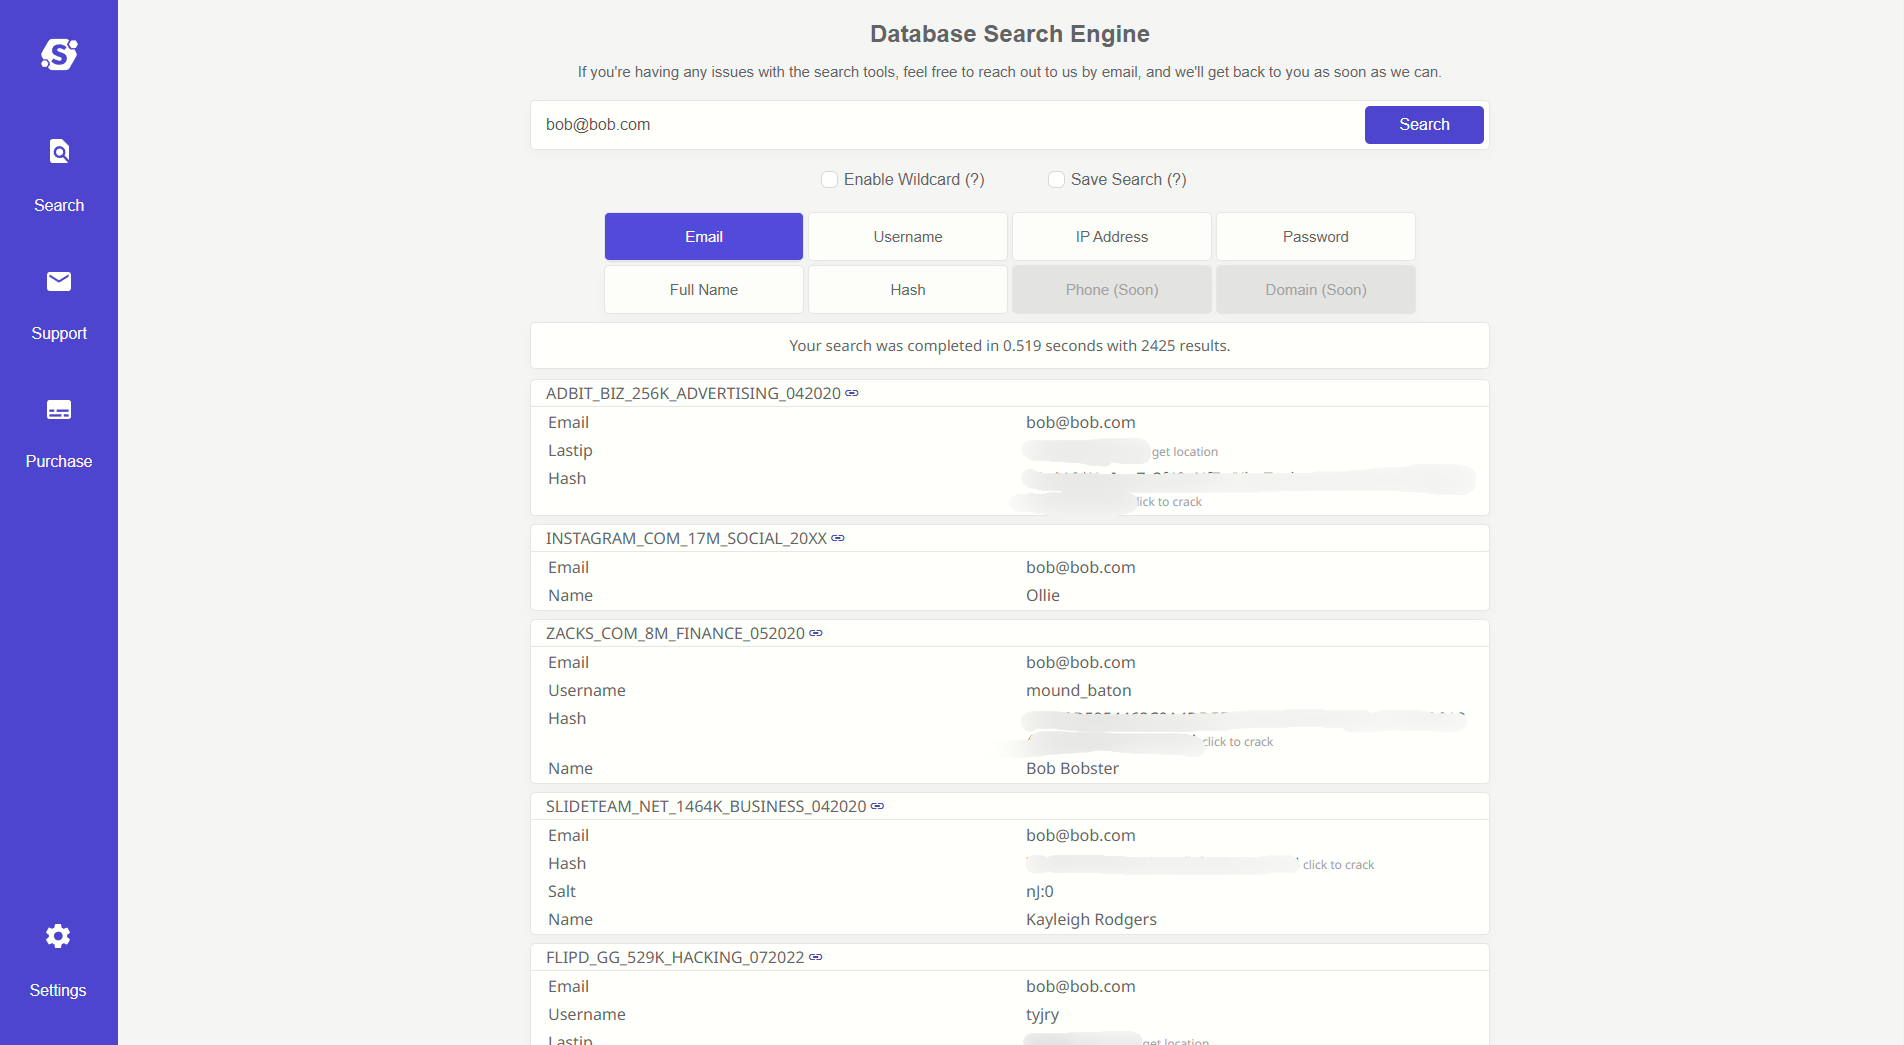 Database Search Engine
If you're having any issues with the search tools, feel free to reach out to us by email, and we'll get back to you as soon as we can.
bob@bob.com Search
Enable Wildcard (?) Save Search (?)
Email Username IP Address Password
Full Name Hash Phone (Soon) Domain (Soon)
Search
Support
Purchase
Settings
Your search was completed in 0.519 seconds with 2425 results.
ADBIT_BIZ_256K_ADVERTISING_042020
Email bob@bob.com
Lastip get location
Hash
to crack
INSTAGRAM_COM_17M_SOCIAL_20XX
Email bob@bob.com
Name Ollie
ZACKS_COM_8M_FINANCE_052020
Email bob@bob.com
Username mound_baton
Hash
click to crack
Name Bob Bobster
SLIDETEAM_NET_1464K_BUSINESS_042020
Email bob@bob.com
Hash click to crack
Salt nJ:0
Name Kayleigh Rodgers
FLIPD_GG_529K_HACKING_072022
Email bob@bob.com
Username tyjry
Lastip get location